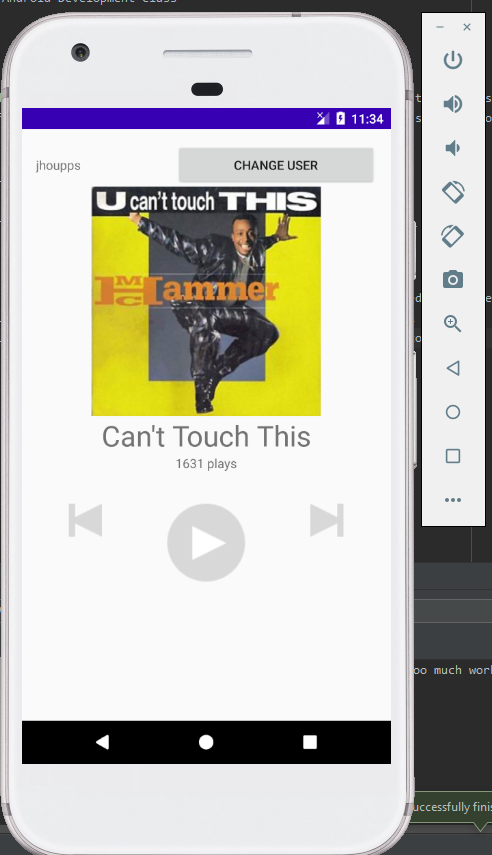 Android Development Class
11:34
jhoupps
CHANGE USER
U can't touch THIS
MC Hammer
Can't Touch This
1631 plays
oo much work
uccessfully finis